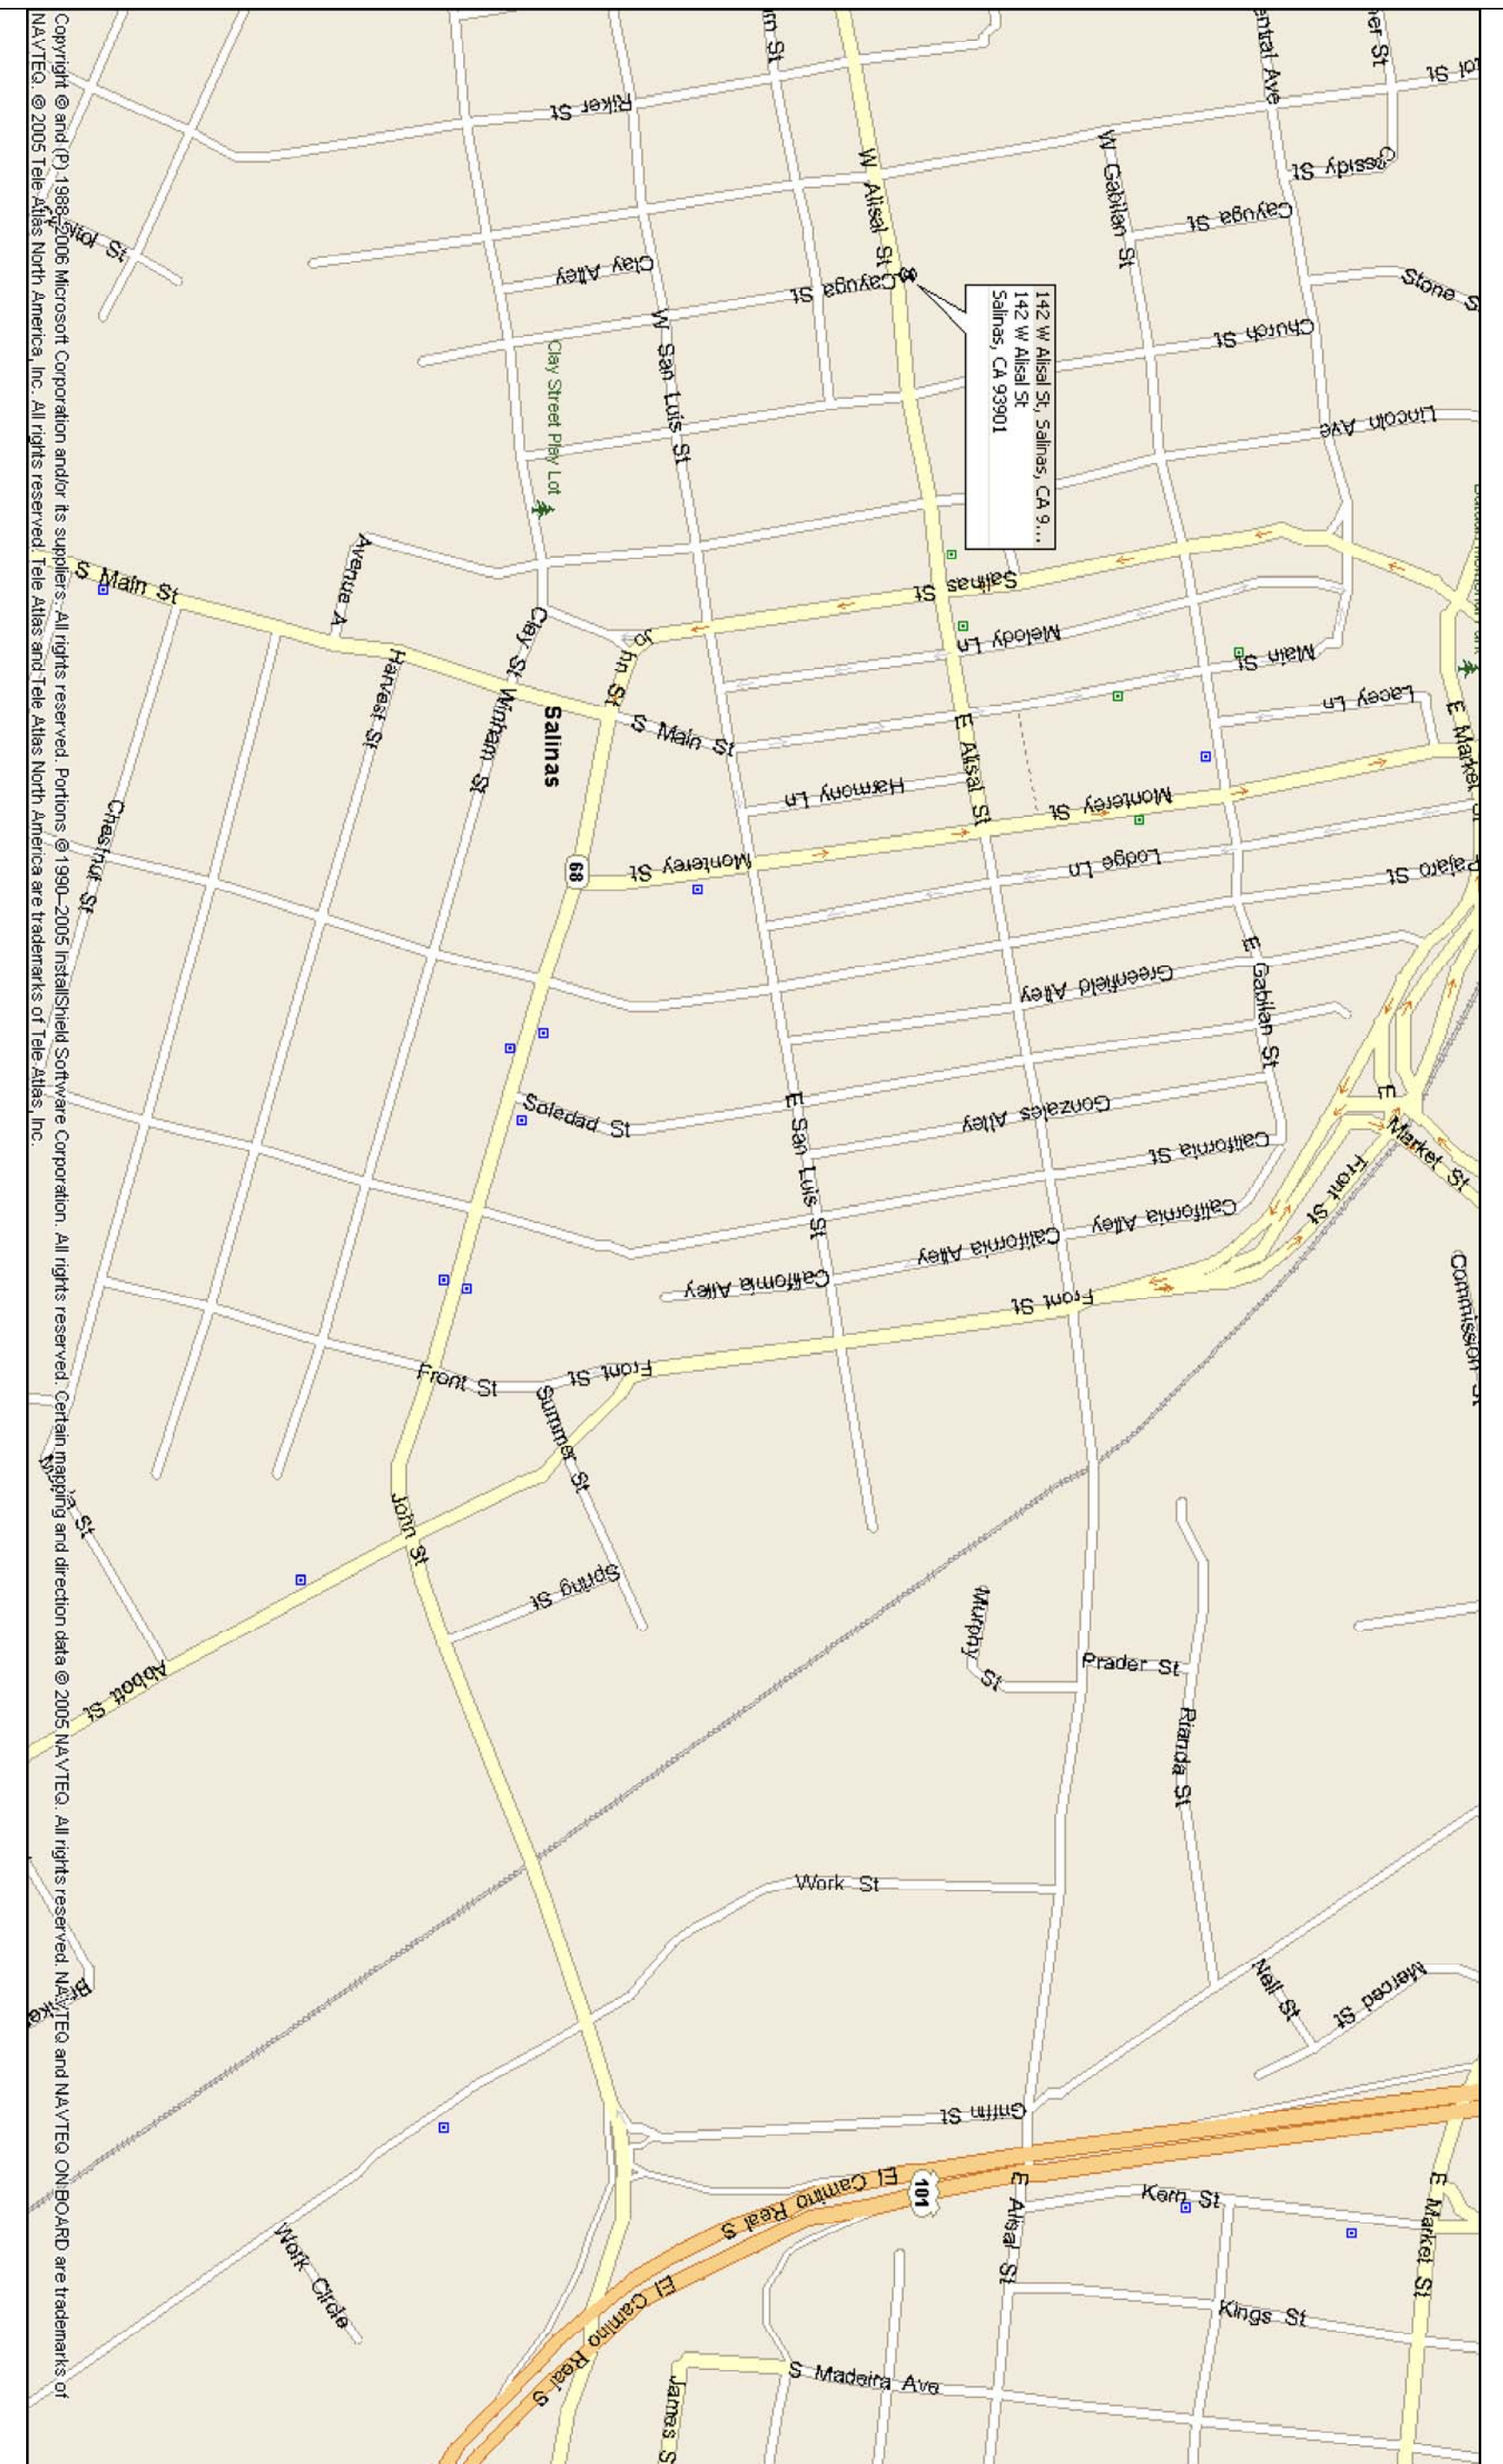 142 W Alisal St, Salinas, CA 9...
142 W Alisal St
Salinas, CA 93901
Riker St
Central Ave
Cassidy St
W Gabilan St
Cayuga St
W Alisal St
Stone S
Clay Alley
Cayuga St
Church St
W San Luis St
Lincoln Ave
Clay Street Play Lot
S Main St
Avenue A
Salinas St
Clay St
John St
Melody Ln
Main St
Lacey Ln
Harvest St
Winham St
Salinas
S Main St
E Alisal St
E Market St
Harmony Ln
Monterey St
Chestnut St
68
Monterey St
Lodge Ln
Pajaro St
Greenfield Alley
E Gabilan St
Soledad St
E San Luis St
Gonzales Alley
California St
E Market St
Front St
California Alley
California Alley
California Alley
Front St
Commission St
Front St
Front St
Summer St
John St
Spring St
Abbott St
Murphy St
Prader St
Rianda St
Work St
Nell St
Merced St
Griffin St
101
El Camino Real S
El Camino Real S
E Alisal St
Kern St
E Market St
Kings St
Work Circle
S Madeira Ave
James S
Copyright © and (P) 1988–2006 Microsoft Corporation and/or its suppliers. All rights reserved. Portions © 1990–2005 InstallShield Software Corporation. All rights reserved. Certain mapping and direction data © 2005 NAVTEQ. All rights reserved. NAVTEQ and NAVTEQ ON BOARD are trademarks of
NAVTEQ. © 2005 Tele Atlas North America, Inc. All rights reserved. Tele Atlas and Tele Atlas North America are trademarks of Tele Atlas, Inc.